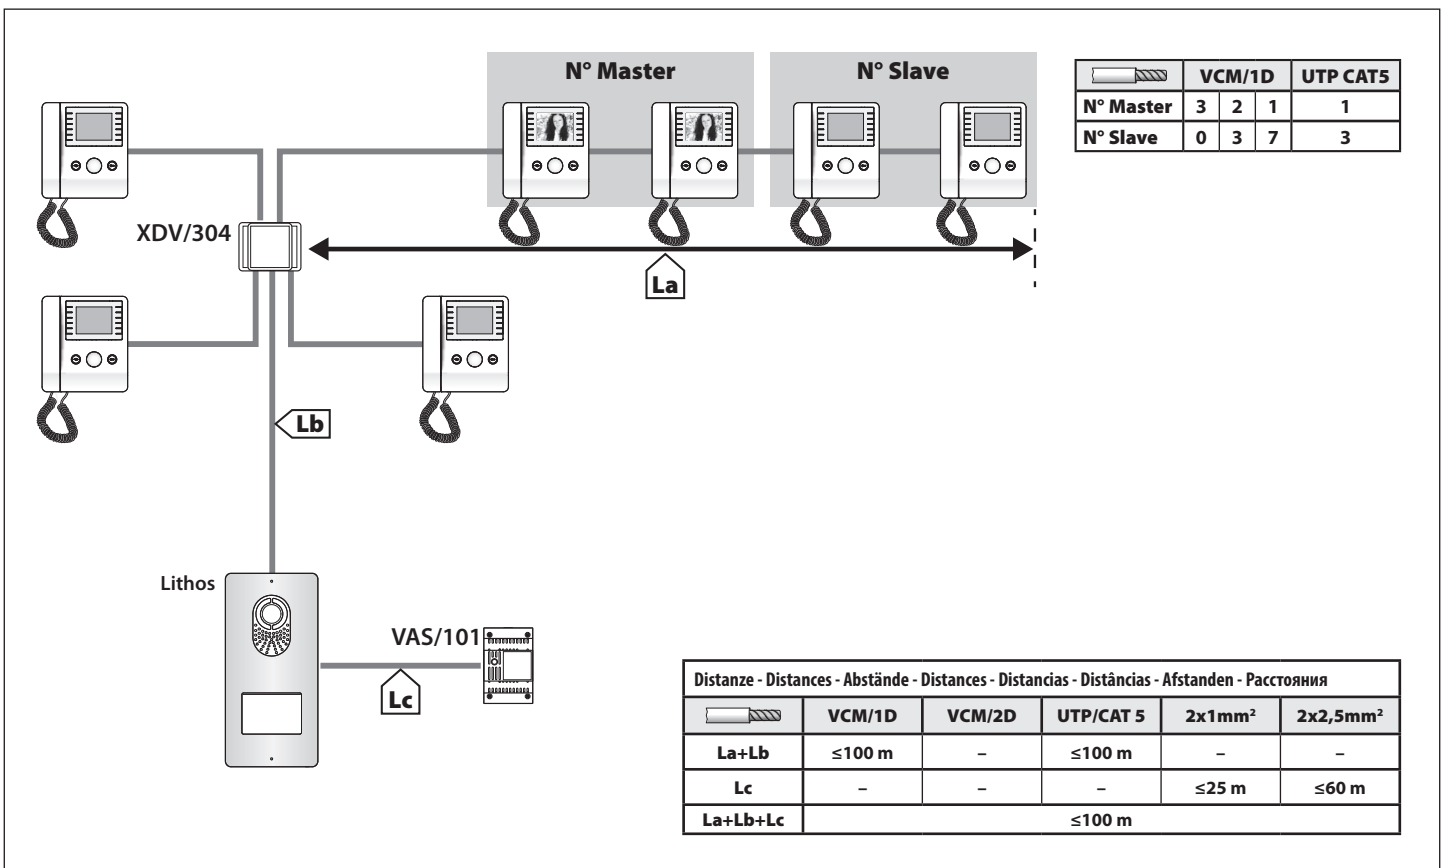 N° Master
N° Slave
VCM/1D UTP CAT5
N° Master 3 2 1 1
N° Slave 0 3 7 3
XDV/304
La
Lb
Lithos
VAS/101
Lc
Distanze - Distances - Abstände - Distances - Distancias - Distâncias - Afstanden - Расстояния
VCM/1D VCM/2D UTP/CAT 5 2x1mm² 2x2,5mm²
La+Lb ≤100 m – ≤100 m – –
Lc – – – ≤25 m ≤60 m
La+Lb+Lc ≤100 m